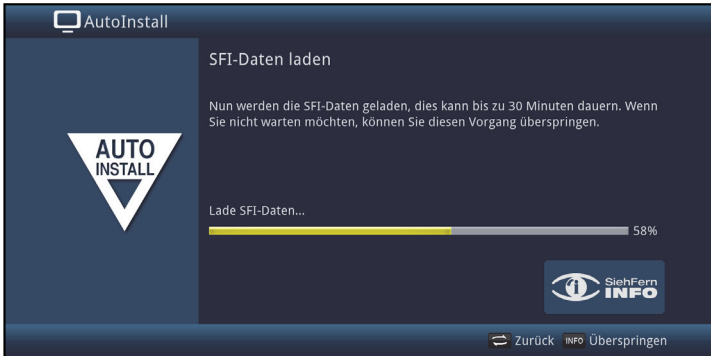 AutoInstall
SFI-Daten laden
Nun werden die SFI-Daten geladen, dies kann bis zu 30 Minuten dauern. Wenn
Sie nicht warten möchten, können Sie diesen Vorgang überspringen.
AUTO
INSTALL
Lade SFI-Daten...
58%
i SiehFern
INFO
Zurück INFO Überspringen